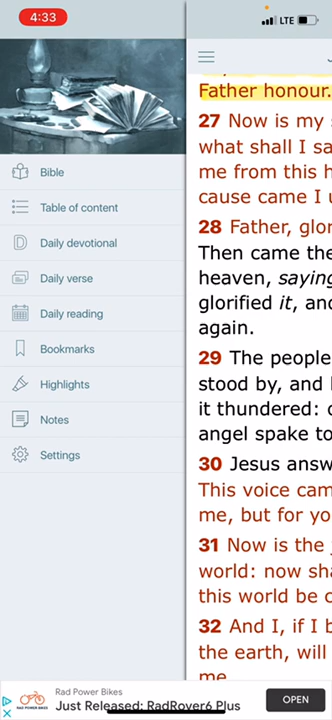 4:33
LTE
Bible
Table of content
Daily devotional
Daily verse
Daily reading
Bookmarks
Highlights
Notes
Settings
Father honour.
27 Now is my
what shall I sa
me from this h
cause came I
28 Father, glor
Then came the
heaven, saying
glorified it, and
again.
29 The people
stood by, and
it thundered:
angel spake to
30 Jesus answ
This voice cam
me, but for yo
31 Now is the
world: now sha
this world be c
32 And I, if I b
the earth, will
me.
Rad Power Bikes
Just Released: RadRover6 Plus
OPEN
RAD POWER BIKES